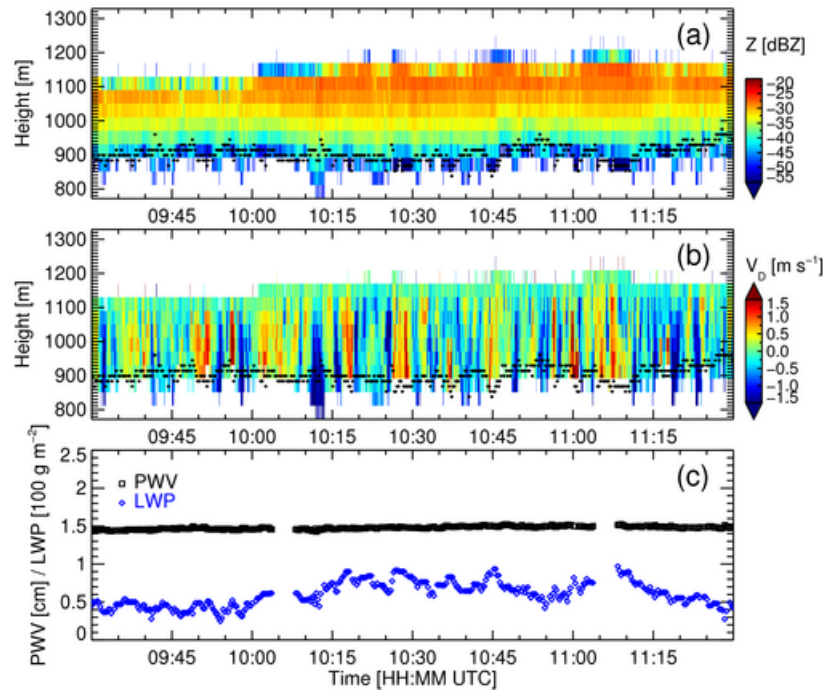 (a)
Z [dBZ]
Height [m]
1300
1200
1100
1000
900
800
-20
-25
-30
-35
-40
-45
-50
-55
09:45 10:00 10:15 10:30 10:45 11:00 11:15
(b)
V_D [m s⁻¹]
Height [m]
1300
1200
1100
1000
900
800
1.5
1.0
0.5
0.0
-0.5
-1.0
-1.5
09:45 10:00 10:15 10:30 10:45 11:00 11:15
(c)
PWV [cm] / LWP [100 g m⁻²]
2.5
2
1.5
1
0.5
0
PWV
LWP
09:45 10:00 10:15 10:30 10:45 11:00 11:15
Time [HH:MM UTC]